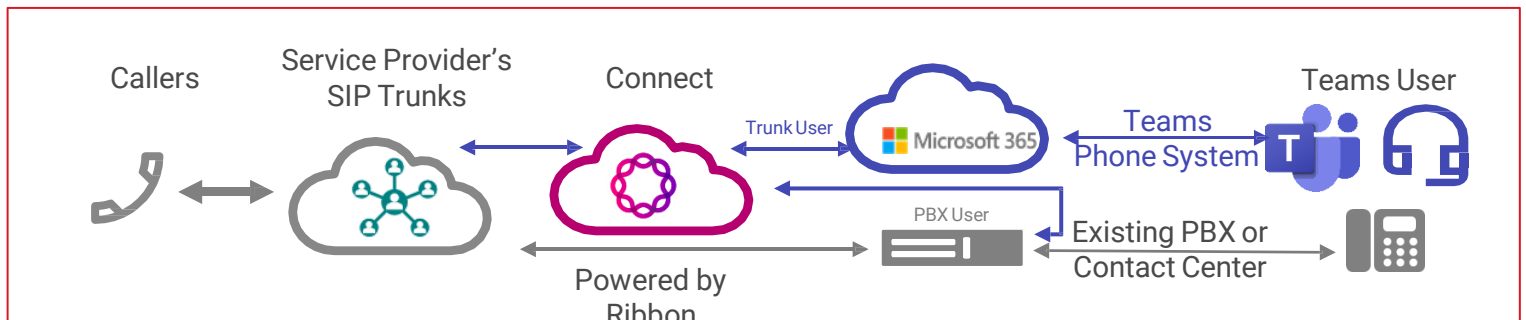 Callers
Service Provider's
SIP Trunks
Connect
Trunk User
Microsoft 365
Teams
Phone System
Teams User
T
PBX User
Existing PBX or
Contact Center
Powered by
Ribbon